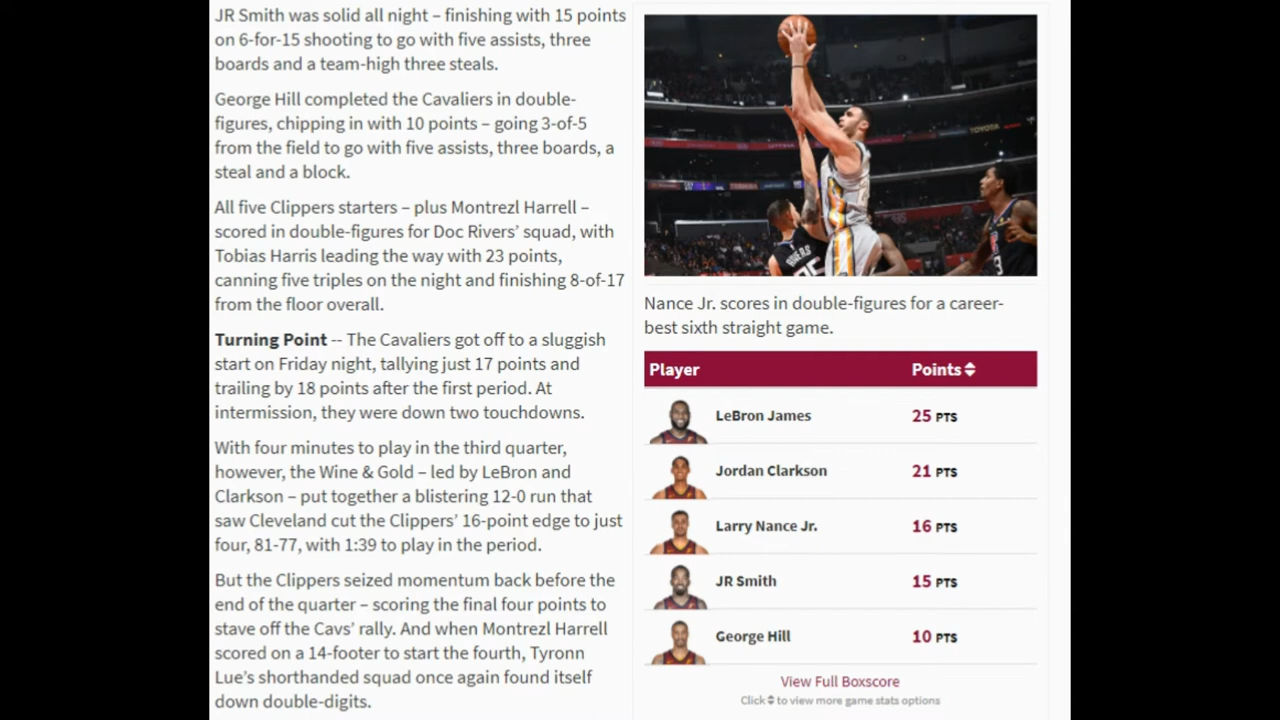 JR Smith was solid all night – finishing with 15 points
on 6-for-15 shooting to go with five assists, three
boards and a team-high three steals.
George Hill completed the Cavaliers in double-
figures, chipping in with 10 points – going 3-of-5
from the field to go with five assists, three boards, a
steal and a block.
All five Clippers starters – plus Montrezl Harrell –
scored in double-figures for Doc Rivers’ squad, with
Tobias Harris leading the way with 23 points,
canning five triples on the night and finishing 8-of-17
from the floor overall.
Turning Point -- The Cavaliers got off to a sluggish
start on Friday night, tallying just 17 points and
trailing by 18 points after the first period. At
intermission, they were down two touchdowns.
With four minutes to play in the third quarter,
however, the Wine & Gold – led by LeBron and
Clarkson – put together a blistering 12-0 run that
saw Cleveland cut the Clippers’ 16-point edge to just
four, 81-77, with 1:39 to play in the period.
But the Clippers seized momentum back before the
end of the quarter – scoring the final four points to
stave off the Cavs’ rally. And when Montrezl Harrell
scored on a 14-footer to start the fourth, Tyronn
Lue’s shorthanded squad once again found itself
down double-digits.
TOYOTA
RIVERS
25
3
Nance Jr. scores in double-figures for a career-
best sixth straight game.
Player Points
LeBron James 25 PTS
Jordan Clarkson 21 PTS
Larry Nance Jr. 16 PTS
JR Smith 15 PTS
George Hill 10 PTS
View Full Boxscore
Click to view more game stats options